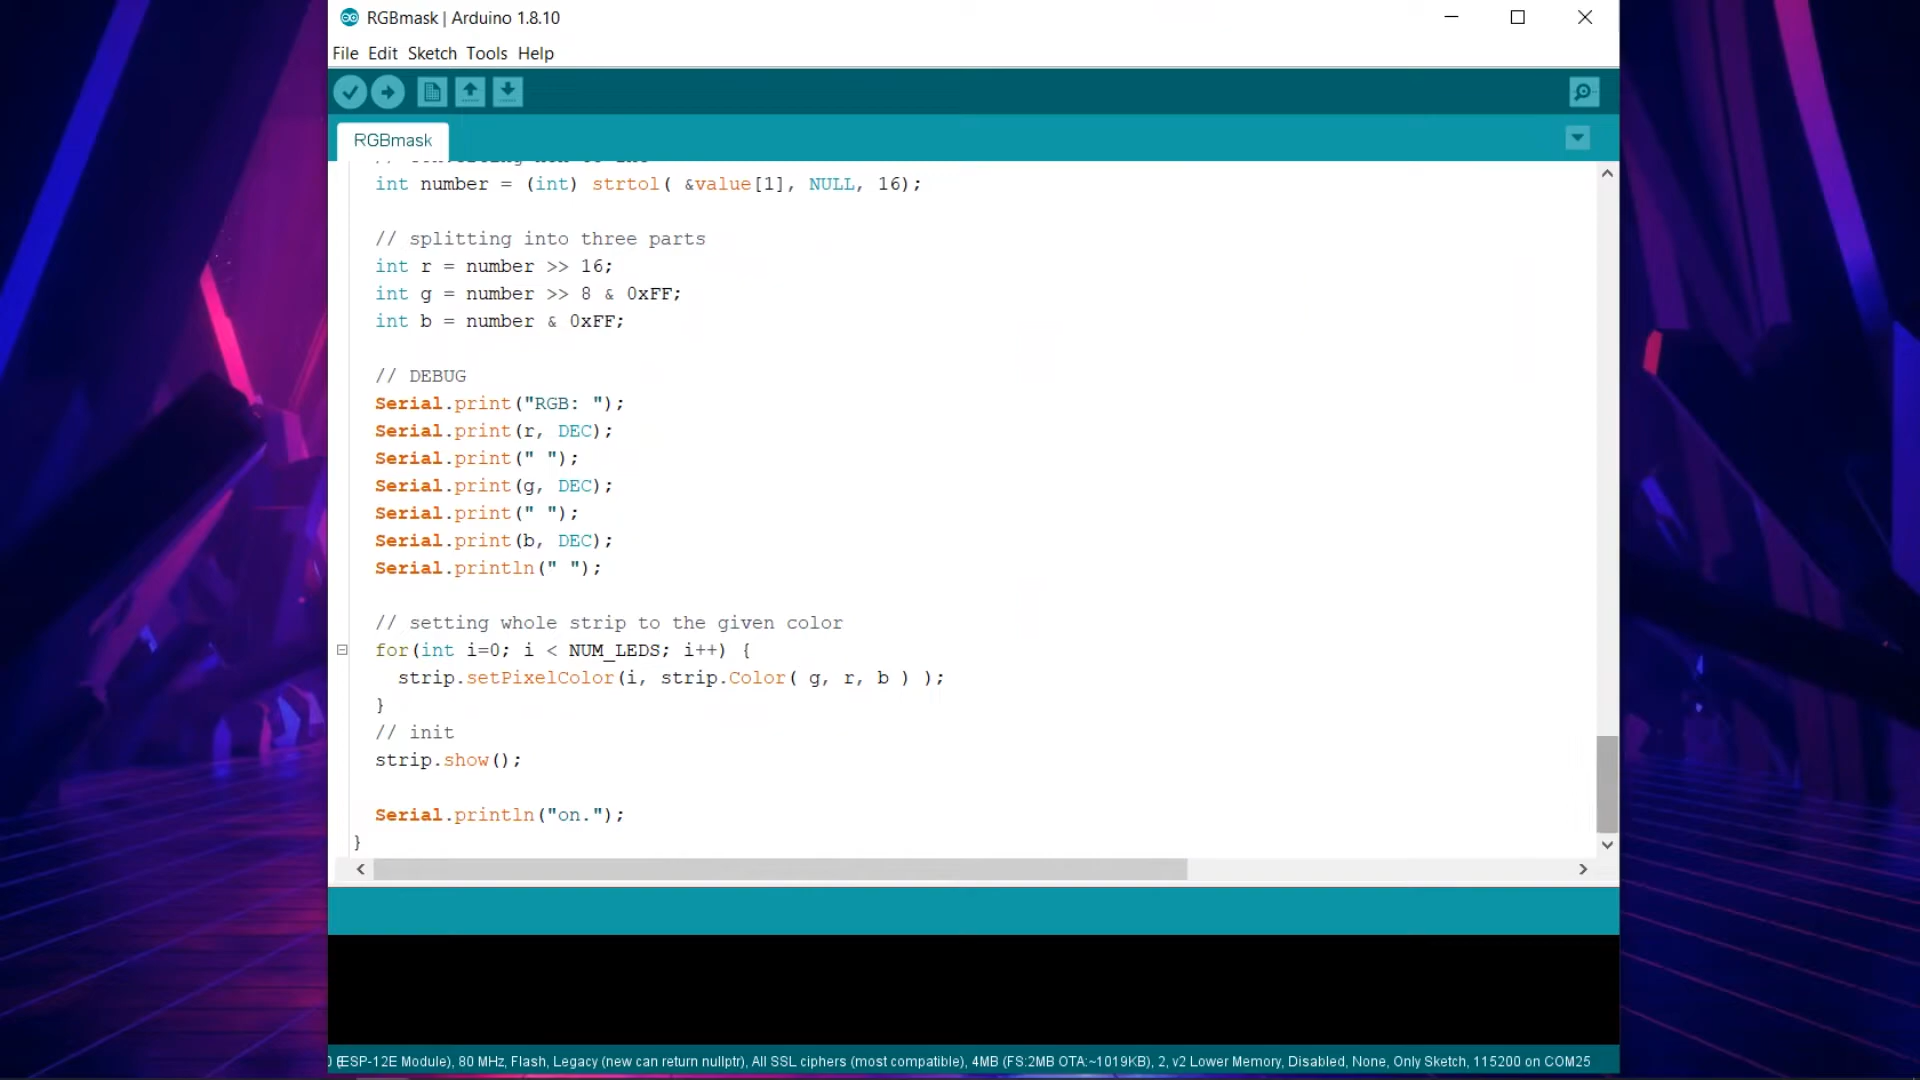 RGBmask | Arduino 1.8.10
File Edit Sketch Tools Help
RGBmask
int number = (int) strtol( &value[1], NULL, 16);
// splitting into three parts
int r = number >> 16;
int g = number >> 8 & 0xFF;
int b = number & 0xFF;
// DEBUG
Serial.print("RGB: ");
Serial.print(r, DEC);
Serial.print(" ");
Serial.print(g, DEC);
Serial.print(" ");
Serial.print(b, DEC);
Serial.println(" ");
// setting whole strip to the given color
for(int i=0; i < NUM_LEDS; i++) {
strip.setPixelColor(i, strip.Color( g, r, b ) );
}
// init
strip.show();
Serial.println("on.");
}
(ESP-12E Module), 80 MHz, Flash, Legacy (new can return nullptr), All SSL ciphers (most compatible), 4MB (FS:2MB OTA:~1019KB), 2, v2 Lower Memory, Disabled, None, Only Sketch, 115200 on COM25